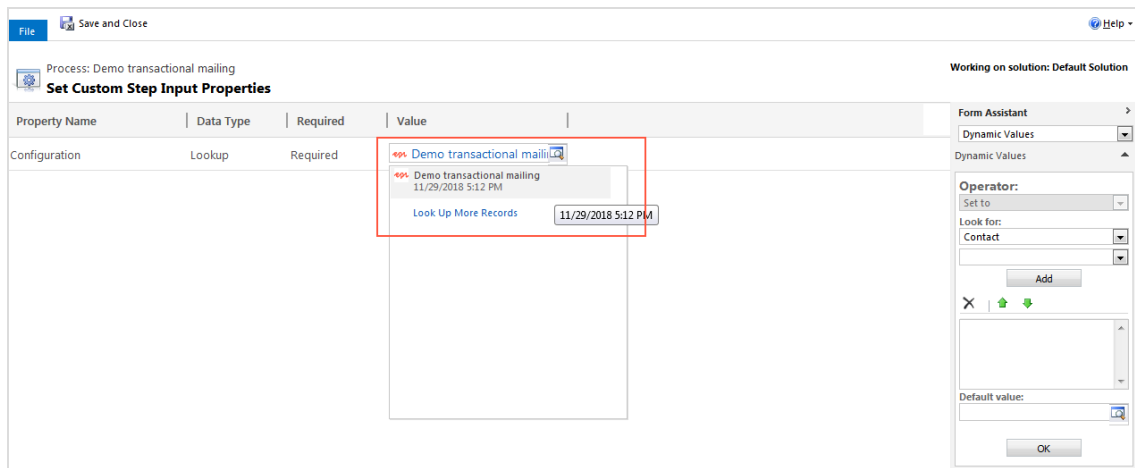 File
Save and Close
Help
Process: Demo transactional mailing
Set Custom Step Input Properties
Working on solution: Default Solution
Property Name
Data Type
Required
Value
Configuration
Lookup
Required
Demo transactional maili
Demo transactional mailing
11/29/2018 5:12 PM
Look Up More Records
11/29/2018 5:12 PM
Form Assistant
Dynamic Values
Dynamic Values
Operator:
Set to
Look for:
Contact
Add
Default value:
OK